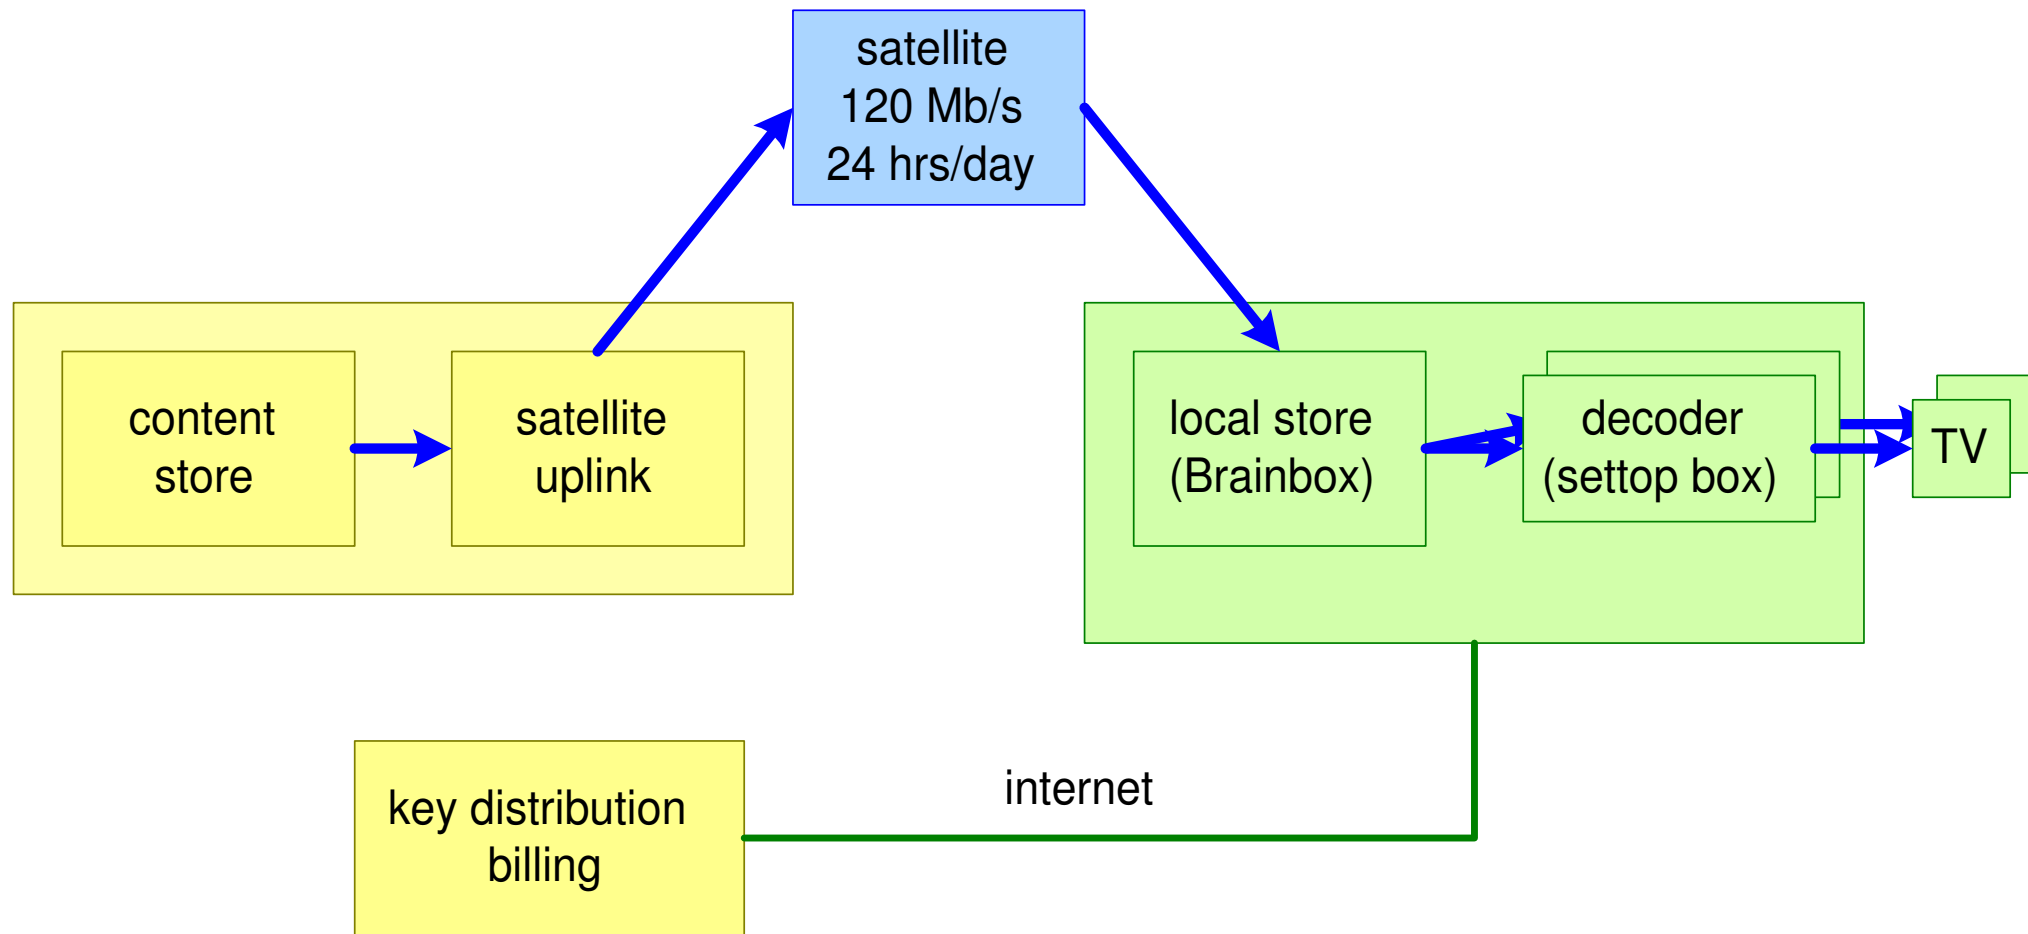 satellite
120 Mb/s
24 hrs/day
content
store
satellite
uplink
local store
(Brainbox)
decoder
(settop box)
TV
internet
key distribution
billing